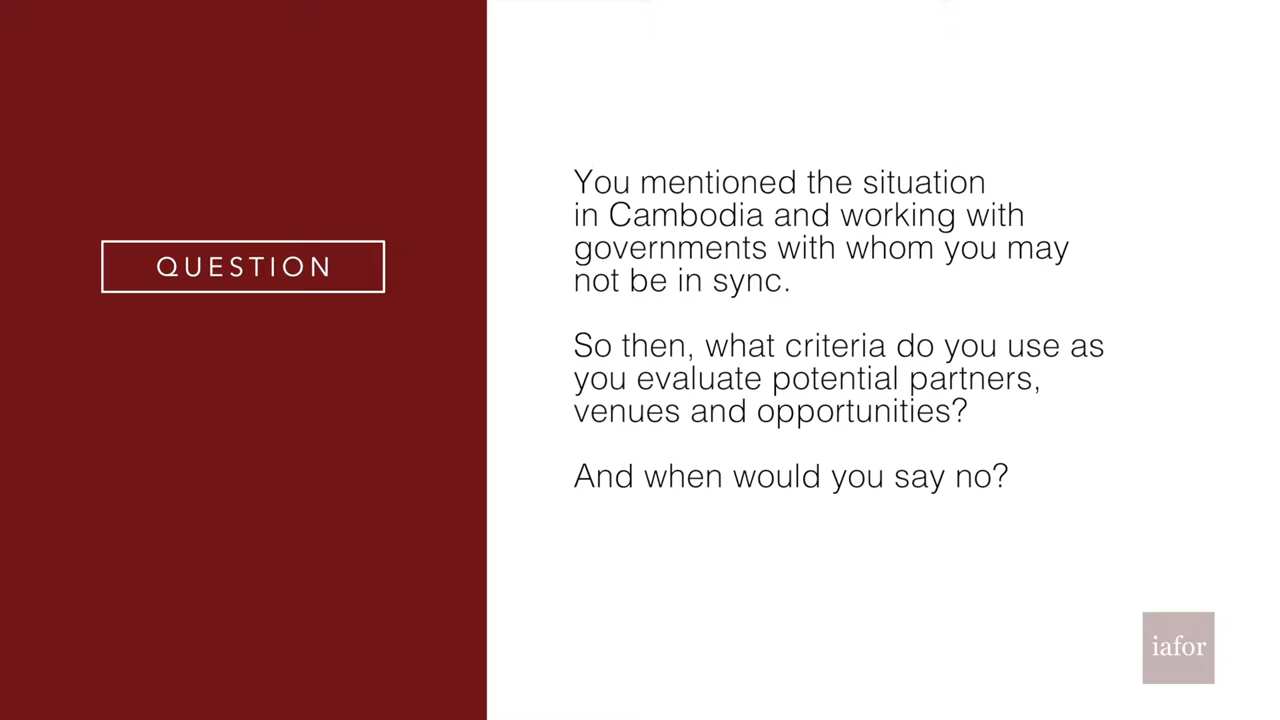 QUESTION
You mentioned the situation
in Cambodia and working with
governments with whom you may
not be in sync.
So then, what criteria do you use as
you evaluate potential partners,
venues and opportunities?
And when would you say no?
iafor